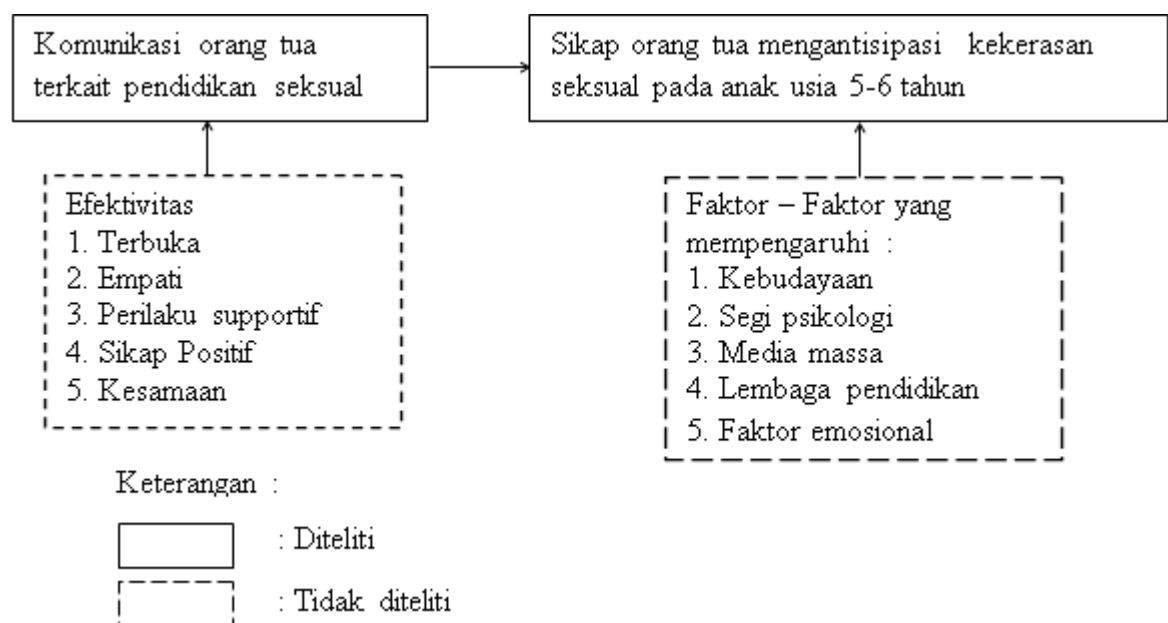 Komunikasi orang tua
terkait pendidikan seksual
Sikap orang tua mengantisipasi kekerasan
seksual pada anak usia 5-6 tahun
Efektivitas
1. Terbuka
2. Empati
3. Perilaku supportif
4. Sikap Positif
5. Kesamaan
Faktor – Faktor yang
mempengaruhi :
1. Kebudayaan
2. Segi psikologi
3. Media massa
4. Lembaga pendidikan
5. Faktor emosional
Keterangan :
: Diteliti
: Tidak diteliti